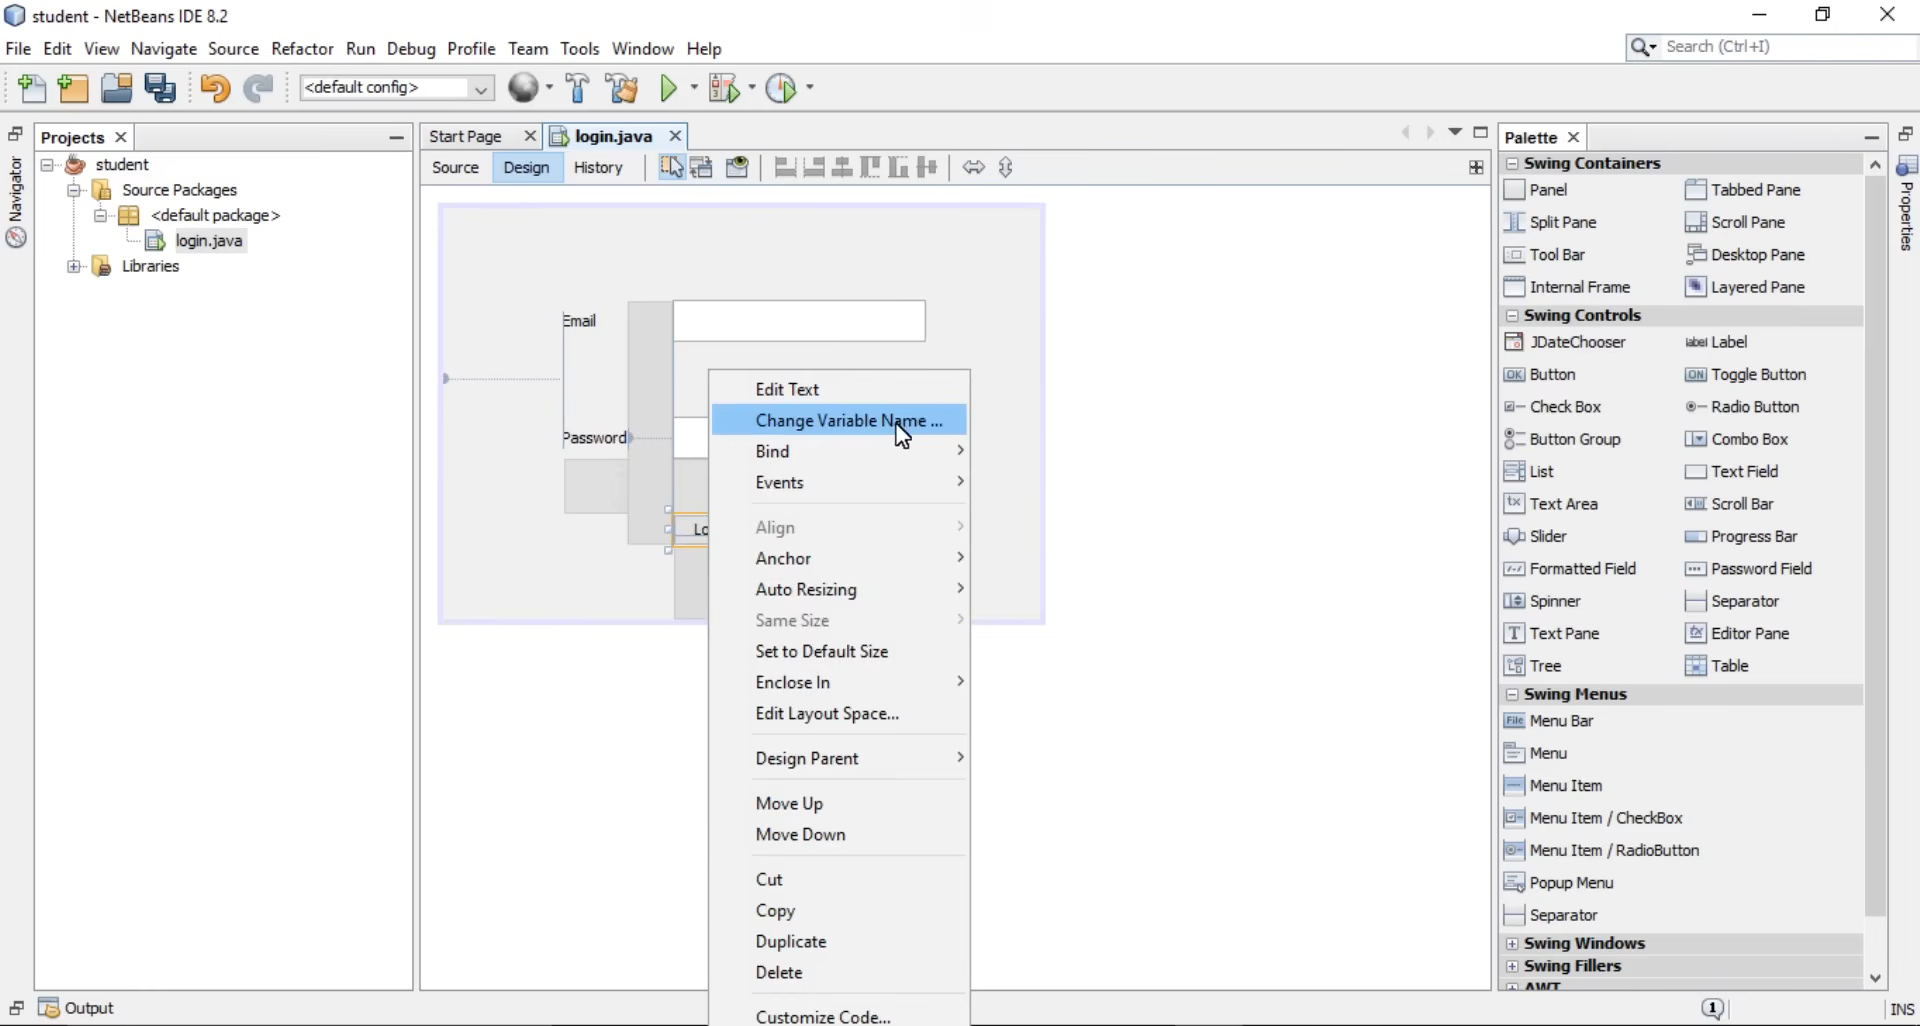 student - NetBeans IDE 8.2
File Edit View Navigate Source Refactor Run Debug Profile Team Tools Window Help
Search (Ctrl+I)
<default config>
Navigator
Projects
student
Source Packages
<default package>
login.java
Libraries
Start Page
login.java
Source
Design
History
Email
Password
Lo
Edit Text
Change Variable Name ...
Bind
Events
Align
Anchor
Auto Resizing
Same Size
Set to Default Size
Enclose In
Edit Layout Space...
Design Parent
Move Up
Move Down
Cut
Copy
Duplicate
Delete
Customize Code...
Palette
Swing Containers
Panel Tabbed Pane
Split Pane Scroll Pane
Tool Bar Desktop Pane
Internal Frame Layered Pane
Swing Controls
JDateChooser label Label
OK Button ON Toggle Button
Check Box Radio Button
Button Group Combo Box
List Text Field
tx Text Area Scroll Bar
Slider Progress Bar
Formatted Field Password Field
Spinner Separator
T Text Pane Editor Pane
Tree Table
Swing Menus
File Menu Bar
Menu
Menu Item
Menu Item / CheckBox
Menu Item / RadioButton
Popup Menu
Separator
Swing Windows
Swing Fillers
AWT
Properties
Output
1
INS